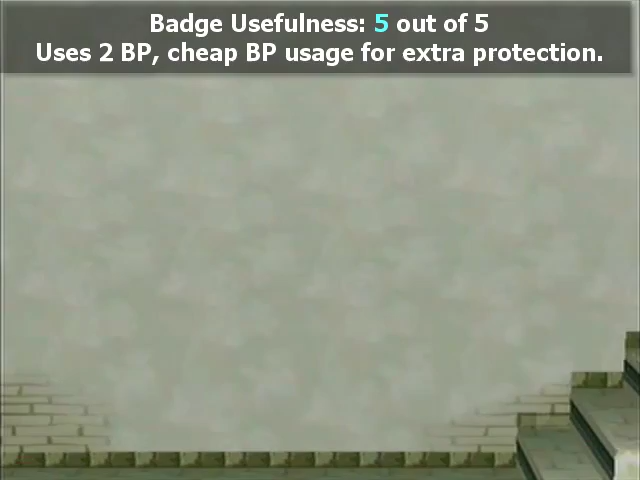 Badge Usefulness: 5 out of 5
Uses 2 BP, cheap BP usage for extra protection.